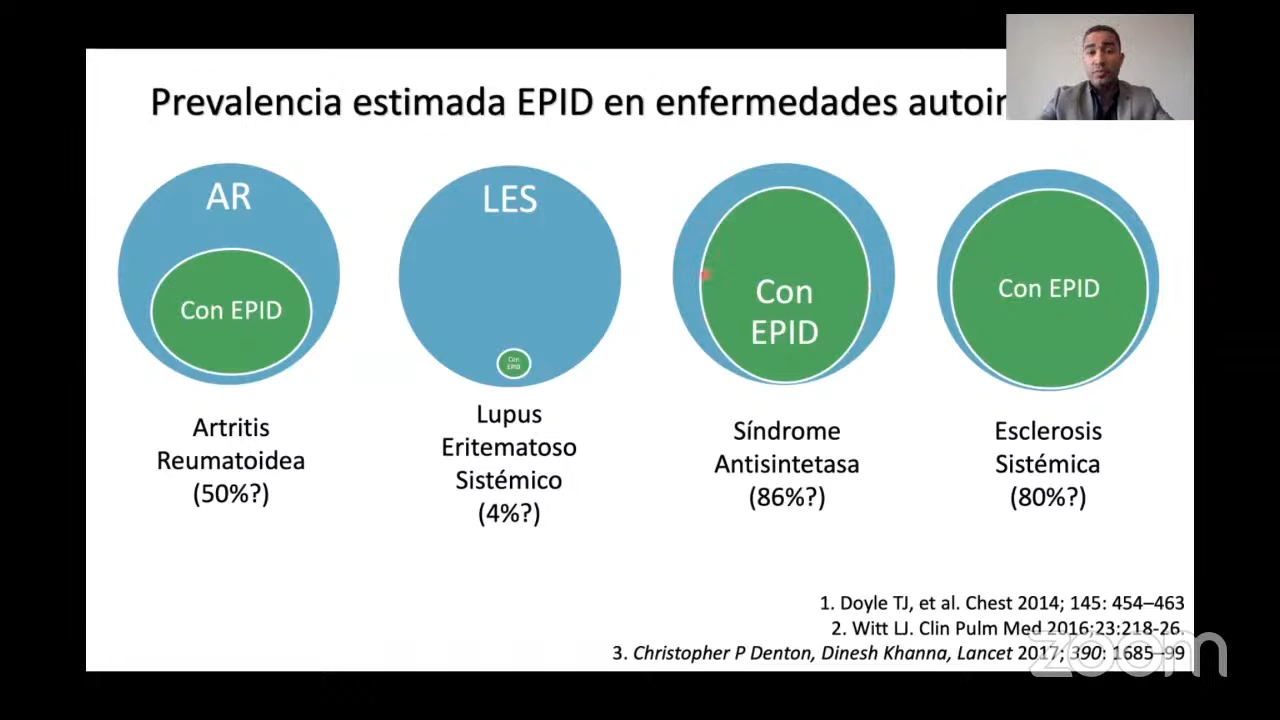 Prevalencia estimada EPID en enfermedades autoin
AR
Con EPID
Artritis
Reumatoidea
(50%?)
LES
Con
EPID
Lupus
Eritematoso
Sistémico
(4%?)
Con
EPID
Síndrome
Antisintetasa
(86%?)
Con EPID
Esclerosis
Sistémica
(80%?)
1. Doyle TJ, et al. Chest 2014; 145: 454–463
2. Witt LJ. Clin Pulm Med 2016;23:218-26.
3. Christopher P Denton, Dinesh Khanna, Lancet 2017; 390: 1685–99
zoom